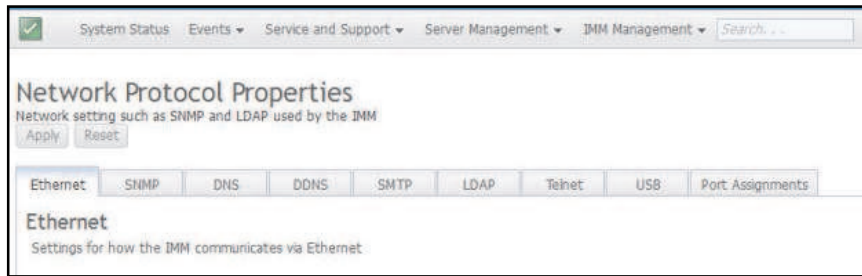 System Status Events Service and Support Server Management IMM Management Search. . .
Network Protocol Properties
Network setting such as SNMP and LDAP used by the IMM
Apply Reset
Ethernet SNMP DNS DDNS SMTP LDAP Telnet USB Port Assignments
Ethernet
Settings for how the IMM communicates via Ethernet